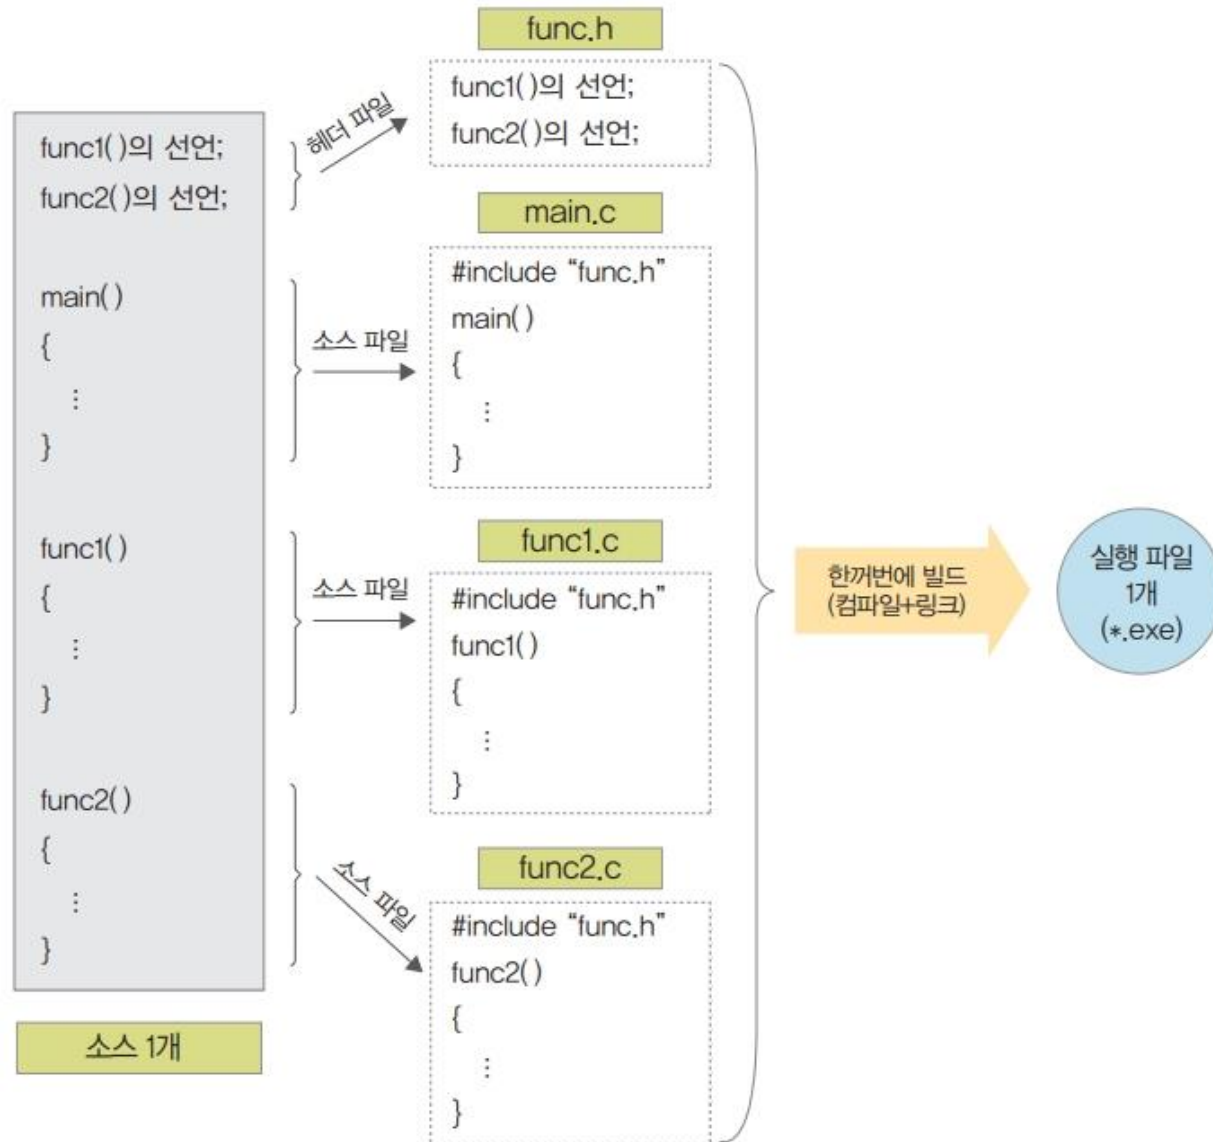 func1( )의 선언;
func2( )의 선언;
main( )
{
⋮
}
func1( )
{
⋮
}
func2( )
{
⋮
}
소스 1개
헤더 파일
소스 파일
소스 파일
소스 파일
func.h
func1( )의 선언;
func2( )의 선언;
main.c
#include “func.h”
main( )
{
⋮
}
func1.c
#include “func.h”
func1( )
{
⋮
}
func2.c
#include “func.h”
func2( )
{
⋮
}
한꺼번에 빌드
(컴파일+링크)
실행 파일
1개
(*.exe)